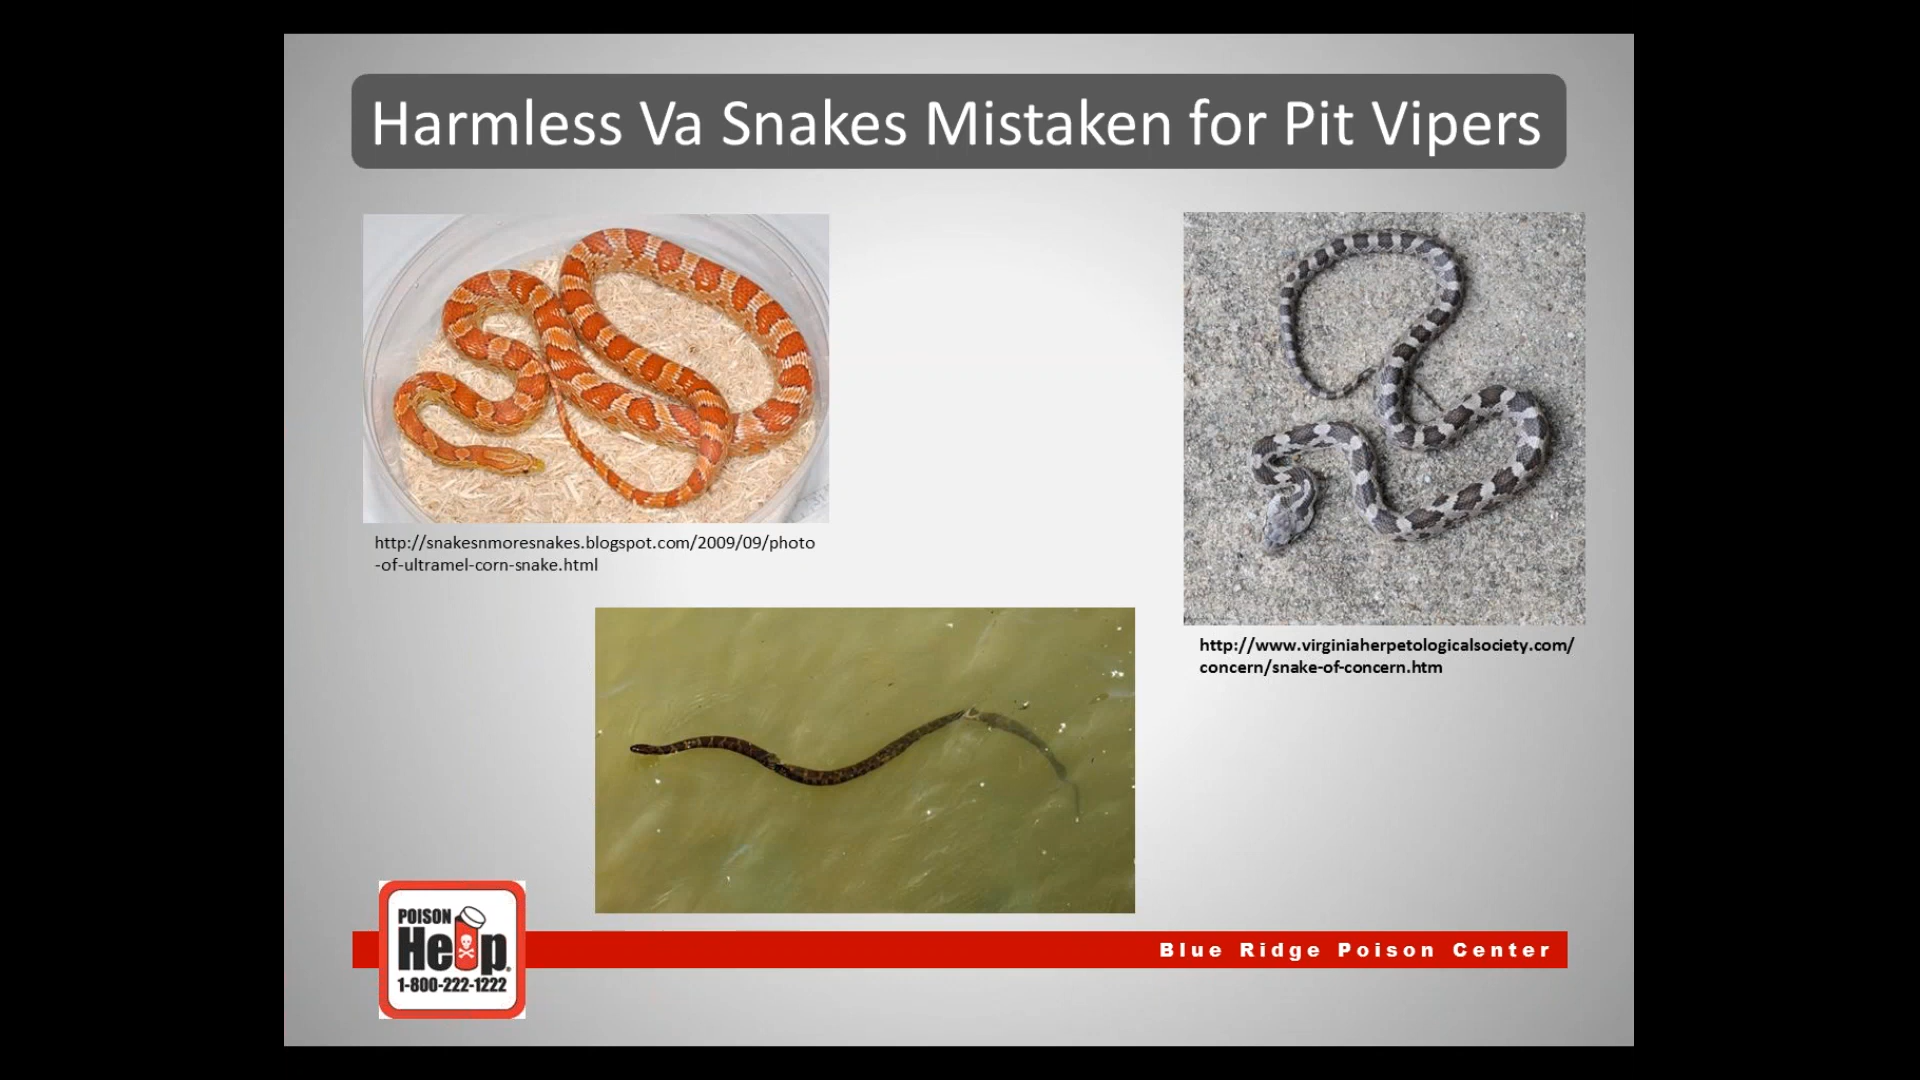 Harmless Va Snakes Mistaken for Pit Vipers
http://snakesnmoresnakes.blogspot.com/2009/09/photo
-of-ultramel-corn-snake.html
http://www.virginiaherpetologicalsociety.com/
concern/snake-of-concern.htm
POISON
Help
1-800-222-1222
Blue Ridge Poison Center